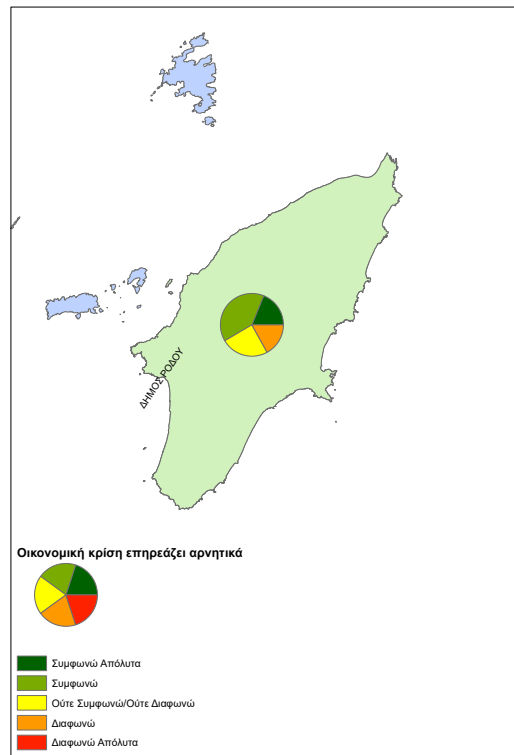 ΔΗΜΟΣ ΡΟΔΟΥ
Οικονομική κρίση επηρεάζει αρνητικά
Συμφωνώ Απόλυτα
Συμφωνώ
Ούτε Συμφωνώ/Ούτε Διαφωνώ
Διαφωνώ
Διαφωνώ Απόλυτα